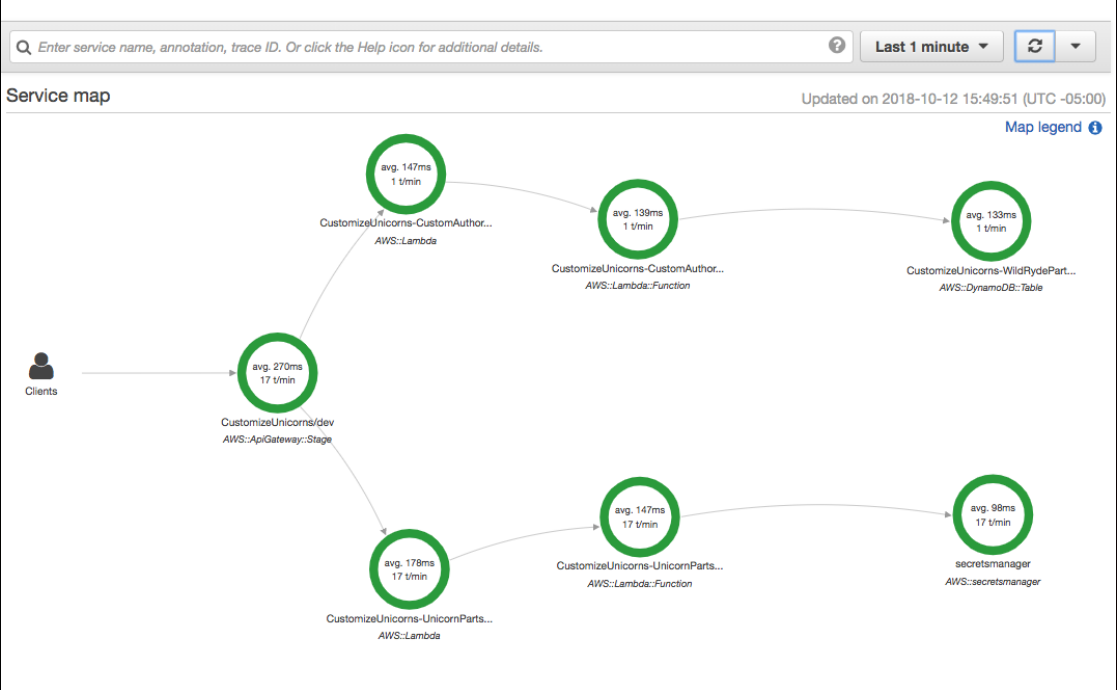 Enter service name, annotation, trace ID. Or click the Help icon for additional details.
?
Last 1 minute
Service map
Updated on 2018-10-12 15:49:51 (UTC -05:00)
Map legend i
avg. 147ms
1 t/min
CustomizeUnicorns-CustomAuthor...
AWS::Lambda
avg. 139ms
1 t/min
CustomizeUnicorns-CustomAuthor...
AWS::Lambda::Function
avg. 133ms
1 t/min
CustomizeUnicorns-WildRydePart...
AWS::DynamoDB::Table
Clients
avg. 270ms
17 t/min
CustomizeUnicorns/dev
AWS::ApiGateway::Stage
avg. 178ms
17 t/min
CustomizeUnicorns-UnicornParts...
AWS::Lambda
avg. 147ms
17 t/min
CustomizeUnicorns-UnicornParts...
AWS::Lambda::Function
avg. 98ms
17 t/min
secretsmanager
AWS::secretsmanager